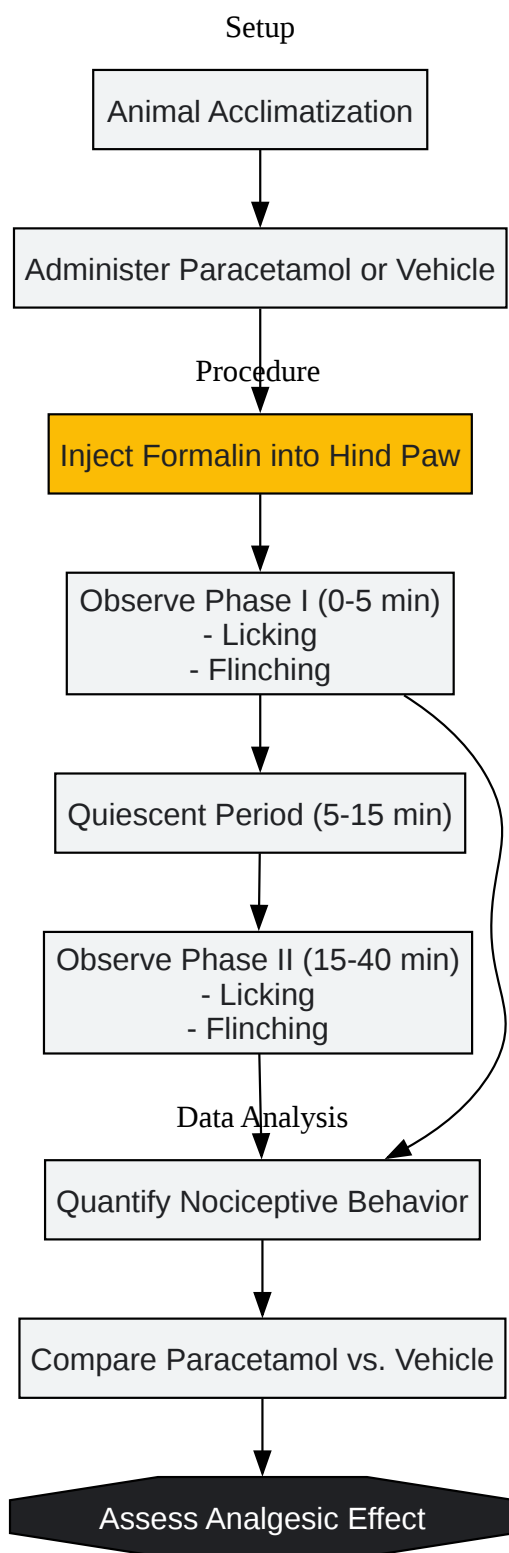 Setup
Animal Acclimatization
Administer Paracetamol or Vehicle
Procedure
Inject Formalin into Hind Paw
Observe Phase I (0-5 min)
- Licking
- Flinching
Quiescent Period (5-15 min)
Observe Phase II (15-40 min)
- Licking
- Flinching
Data Analysis
Quantify Nociceptive Behavior
Compare Paracetamol vs. Vehicle
Assess Analgesic Effect